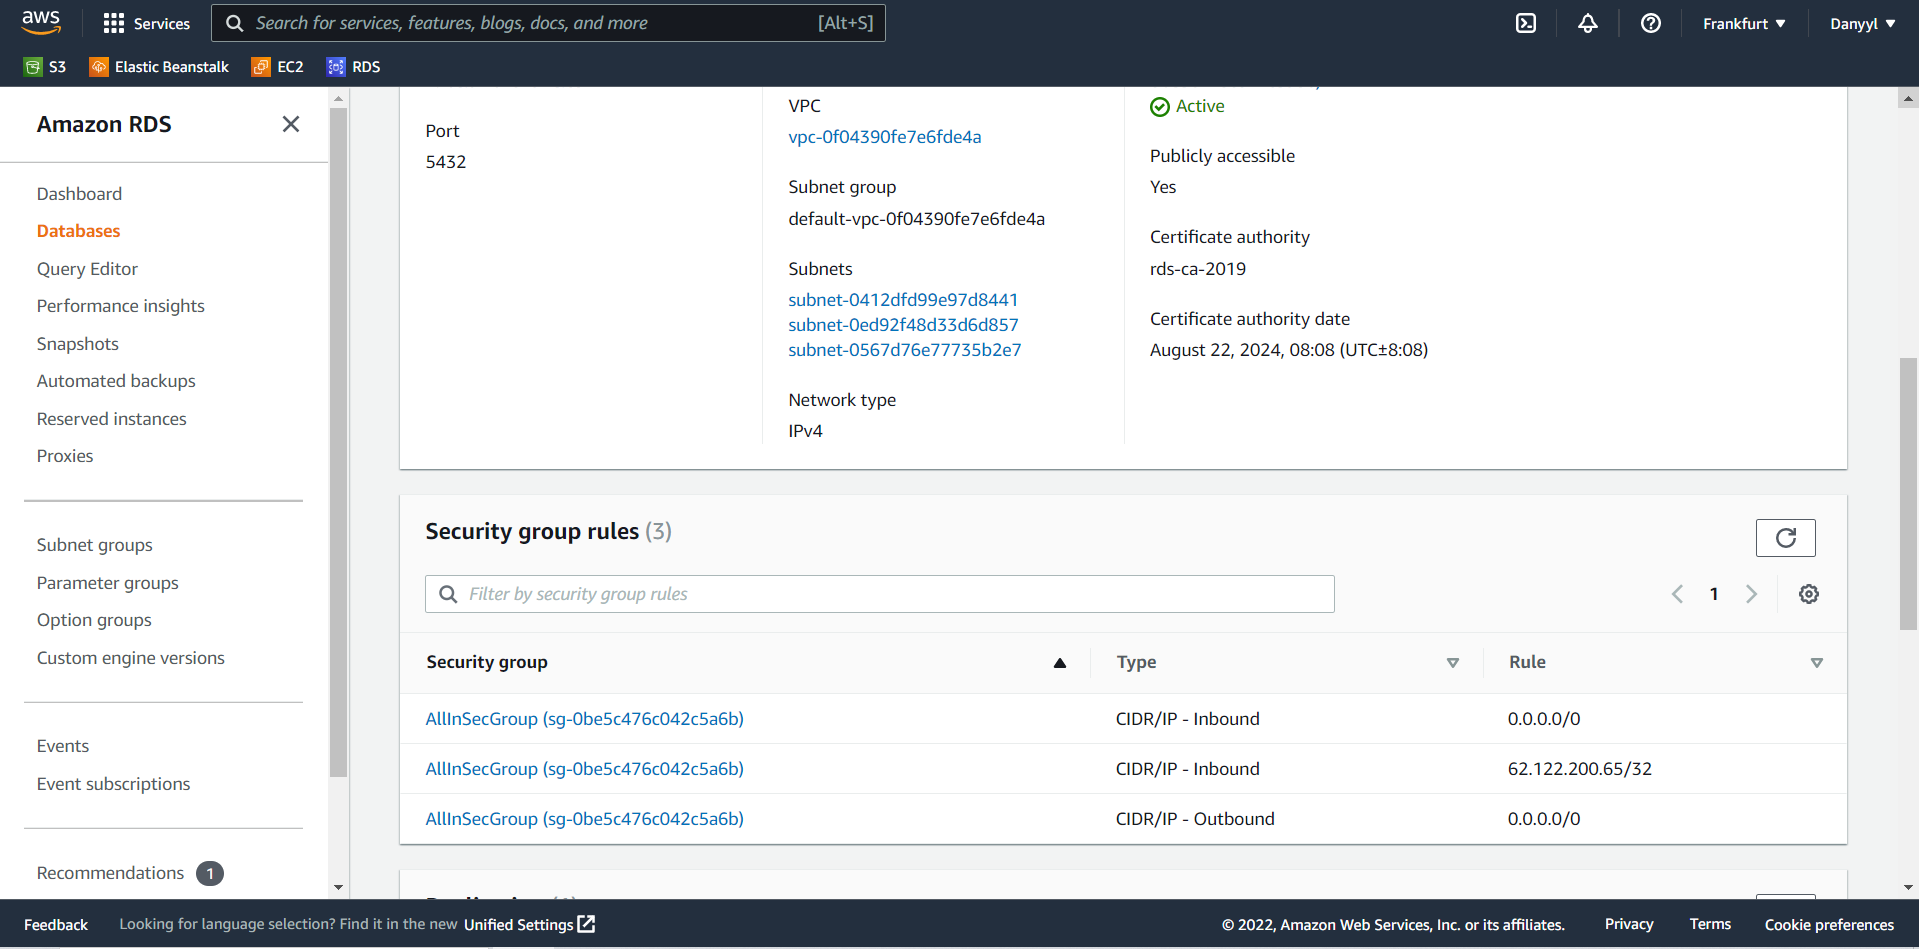 aws
Services
Search for services, features, blogs, docs, and more
[Alt+S]
Frankfurt
Danyyl
S3
Elastic Beanstalk
EC2
RDS
Amazon RDS
Dashboard
Databases
Query Editor
Performance insights
Snapshots
Automated backups
Reserved instances
Proxies
Subnet groups
Parameter groups
Option groups
Custom engine versions
Events
Event subscriptions
Recommendations 1
Port
5432
VPC
vpc-0f04390fe7e6fde4a
Subnet group
default-vpc-0f04390fe7e6fde4a
Subnets
subnet-0412dfd99e97d8441
subnet-0ed92f48d33d6d857
subnet-0567d76e77735b2e7
Network type
IPv4
Active
Publicly accessible
Yes
Certificate authority
rds-ca-2019
Certificate authority date
August 22, 2024, 08:08 (UTC±8:08)
Security group rules (3)
Filter by security group rules
1
Security group
Type
Rule
AllInSecGroup (sg-0be5c476c042c5a6b)
CIDR/IP - Inbound
0.0.0.0/0
AllInSecGroup (sg-0be5c476c042c5a6b)
CIDR/IP - Inbound
62.122.200.65/32
AllInSecGroup (sg-0be5c476c042c5a6b)
CIDR/IP - Outbound
0.0.0.0/0
Feedback
Looking for language selection? Find it in the new Unified Settings
© 2022, Amazon Web Services, Inc. or its affiliates.
Privacy
Terms
Cookie preferences